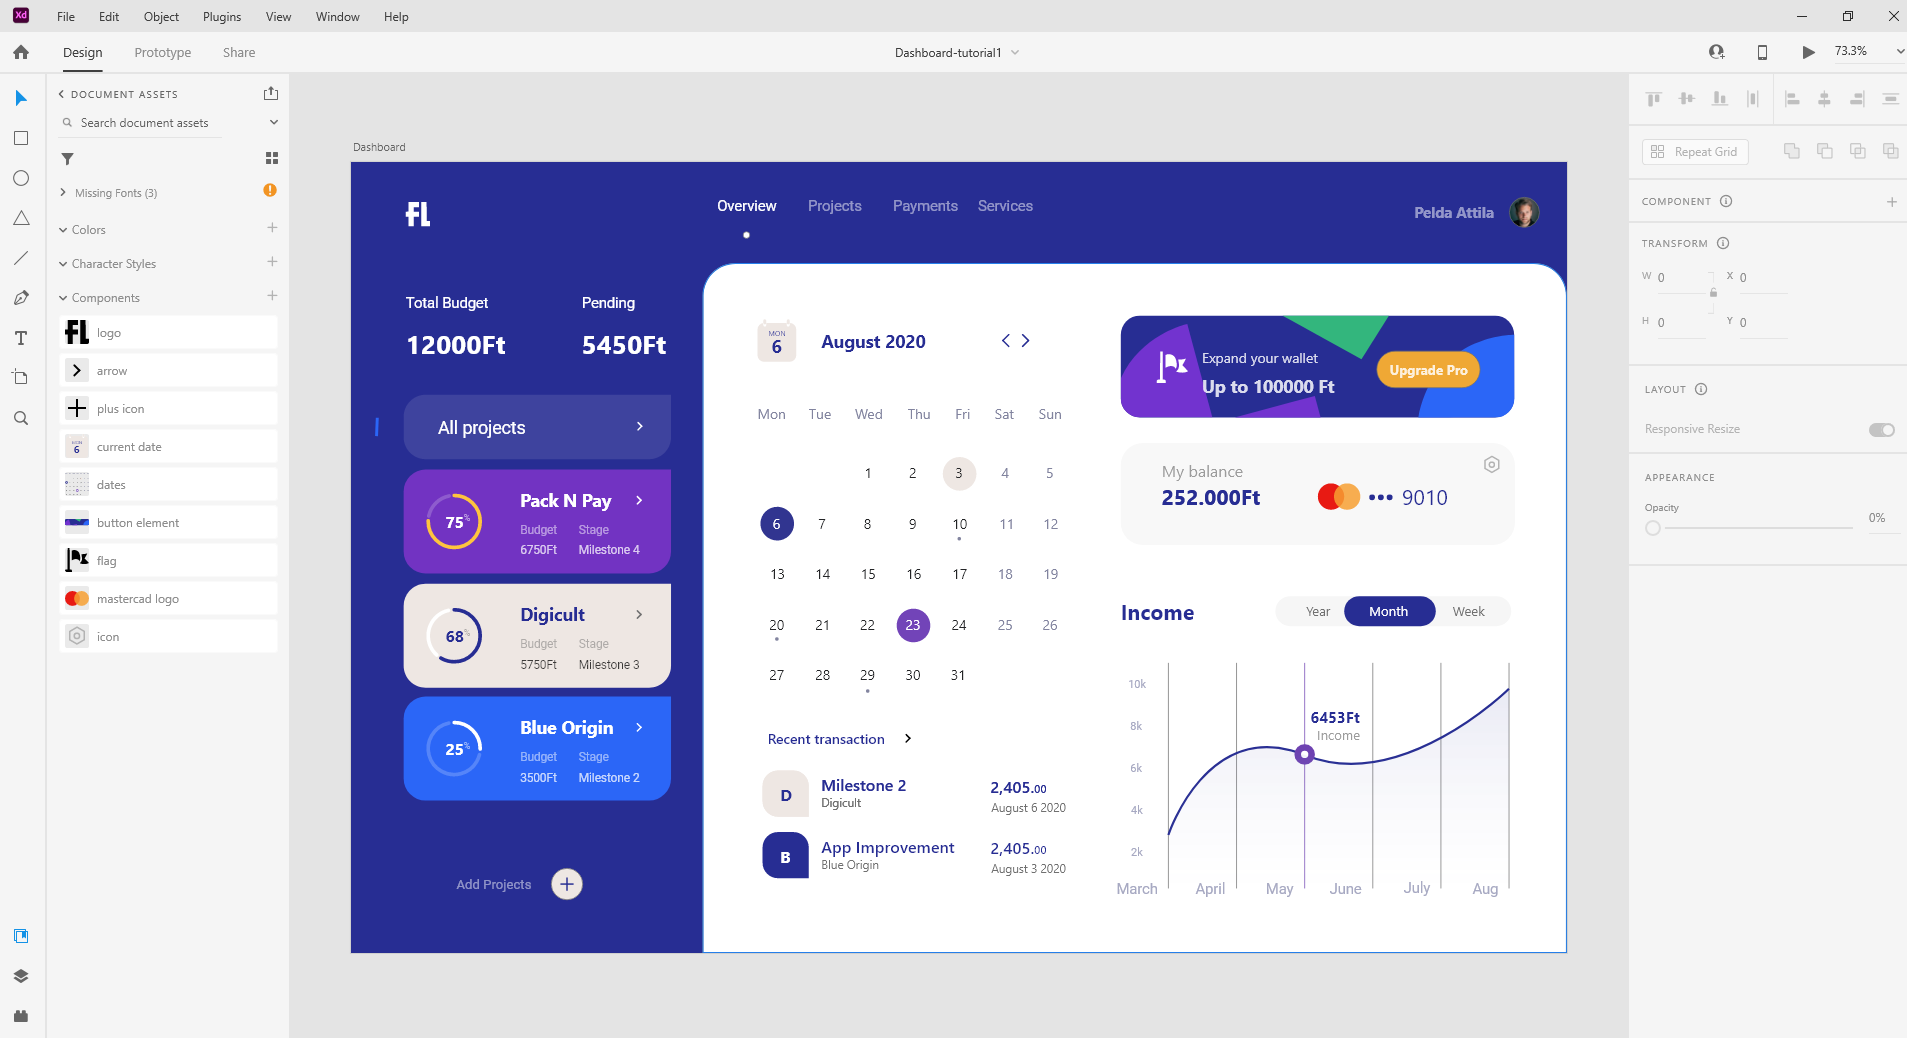 Xd File Edit Object Plugins View Window Help
Design Prototype Share
Dashboard-tutorial1
73.3%
DOCUMENT ASSETS
Search document assets
Missing Fonts (3)
Colors
Character Styles
Components
logo
arrow
plus icon
MON
6
current date
dates
button element
flag
mastercad logo
icon
Dashboard
FL
Overview Projects Payments Services
Pelda Attila
Total Budget
12000Ft
Pending
5450Ft
All projects
75%
Pack N Pay
Budget Stage
6750Ft Milestone 4
68%
Digicult
Budget Stage
5750Ft Milestone 3
25%
Blue Origin
Budget Stage
3500Ft Milestone 2
Add Projects
MON
6
August 2020
Mon Tue Wed Thu Fri Sat Sun
1 2 3 4 5
6 7 8 9 10 11 12
13 14 15 16 17 18 19
20 21 22 23 24 25 26
27 28 29 30 31
Recent transaction
D
Milestone 2
Digicult
2,405.00
August 6 2020
B
App Improvement
Blue Origin
2,405.00
August 3 2020
Expand your wallet
Up to 100000 Ft
Upgrade Pro
My balance
252.000Ft
9010
Income
Year Month Week
10k
8k
6k
4k
2k
6453Ft
Income
March April May June July Aug
Repeat Grid
COMPONENT
TRANSFORM
W 0 X 0
H 0 Y 0
LAYOUT
Responsive Resize
APPEARANCE
Opacity
0%